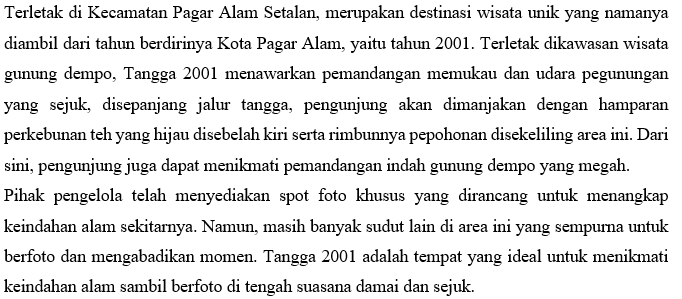 Terletak di Kecamatan Pagar Alam Setalan, merupakan destinasi wisata unik yang namanya
diambil dari tahun berdirinya Kota Pagar Alam, yaitu tahun 2001. Terletak dikawasan wisata
gunung dempo, Tangga 2001 menawarkan pemandangan memukau dan udara pegunungan
yang sejuk, disepanjang jalur tangga, pengunjung akan dimanjakan dengan hamparan
perkebunan teh yang hijau disebelah kiri serta rimbunnya pepohonan disekeliling area ini. Dari
sini, pengunjung juga dapat menikmati pemandangan indah gunung dempo yang megah.
Pihak pengelola telah menyediakan spot foto khusus yang dirancang untuk menangkap
keindahan alam sekitarnya. Namun, masih banyak sudut lain di area ini yang sempurna untuk
berfoto dan mengabadikan momen. Tangga 2001 adalah tempat yang ideal untuk menikmati
keindahan alam sambil berfoto di tengah suasana damai dan sejuk.